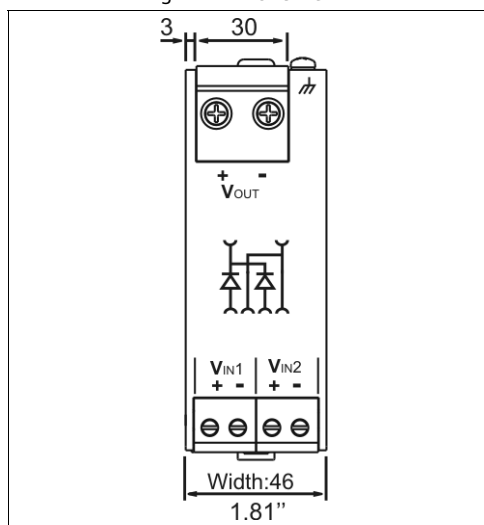 3 30
+ -
VOUT
VIN1 VIN2
+ - + -
Width:46
1.81’’